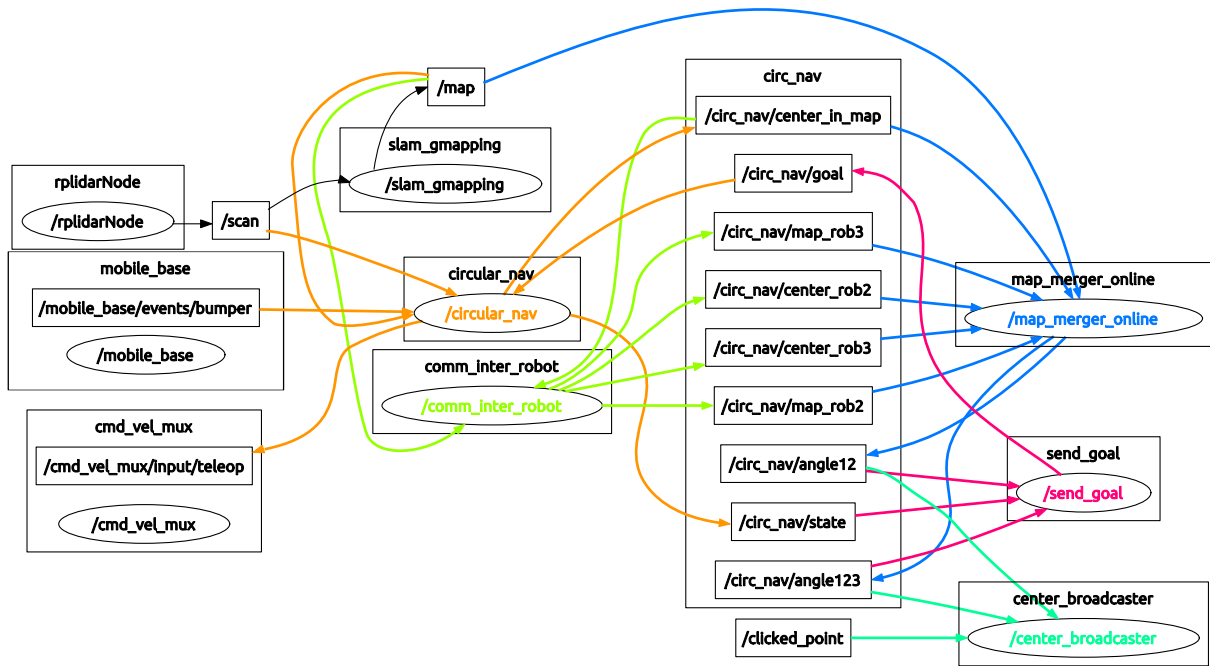 /map
slam_gmapping
/slam_gmapping
rplidarNode
/rplidarNode
/scan
mobile_base
/mobile_base/events/bumper
/mobile_base
cmd_vel_mux
/cmd_vel_mux/input/teleop
/cmd_vel_mux
circular_nav
/circular_nav
comm_inter_robot
/comm_inter_robot
circ_nav
/circ_nav/center_in_map
/circ_nav/goal
/circ_nav/map_rob3
/circ_nav/center_rob2
/circ_nav/center_rob3
/circ_nav/map_rob2
/circ_nav/angle12
/circ_nav/state
/circ_nav/angle123
/clicked_point
map_merger_online
/map_merger_online
send_goal
/send_goal
center_broadcaster
/center_broadcaster